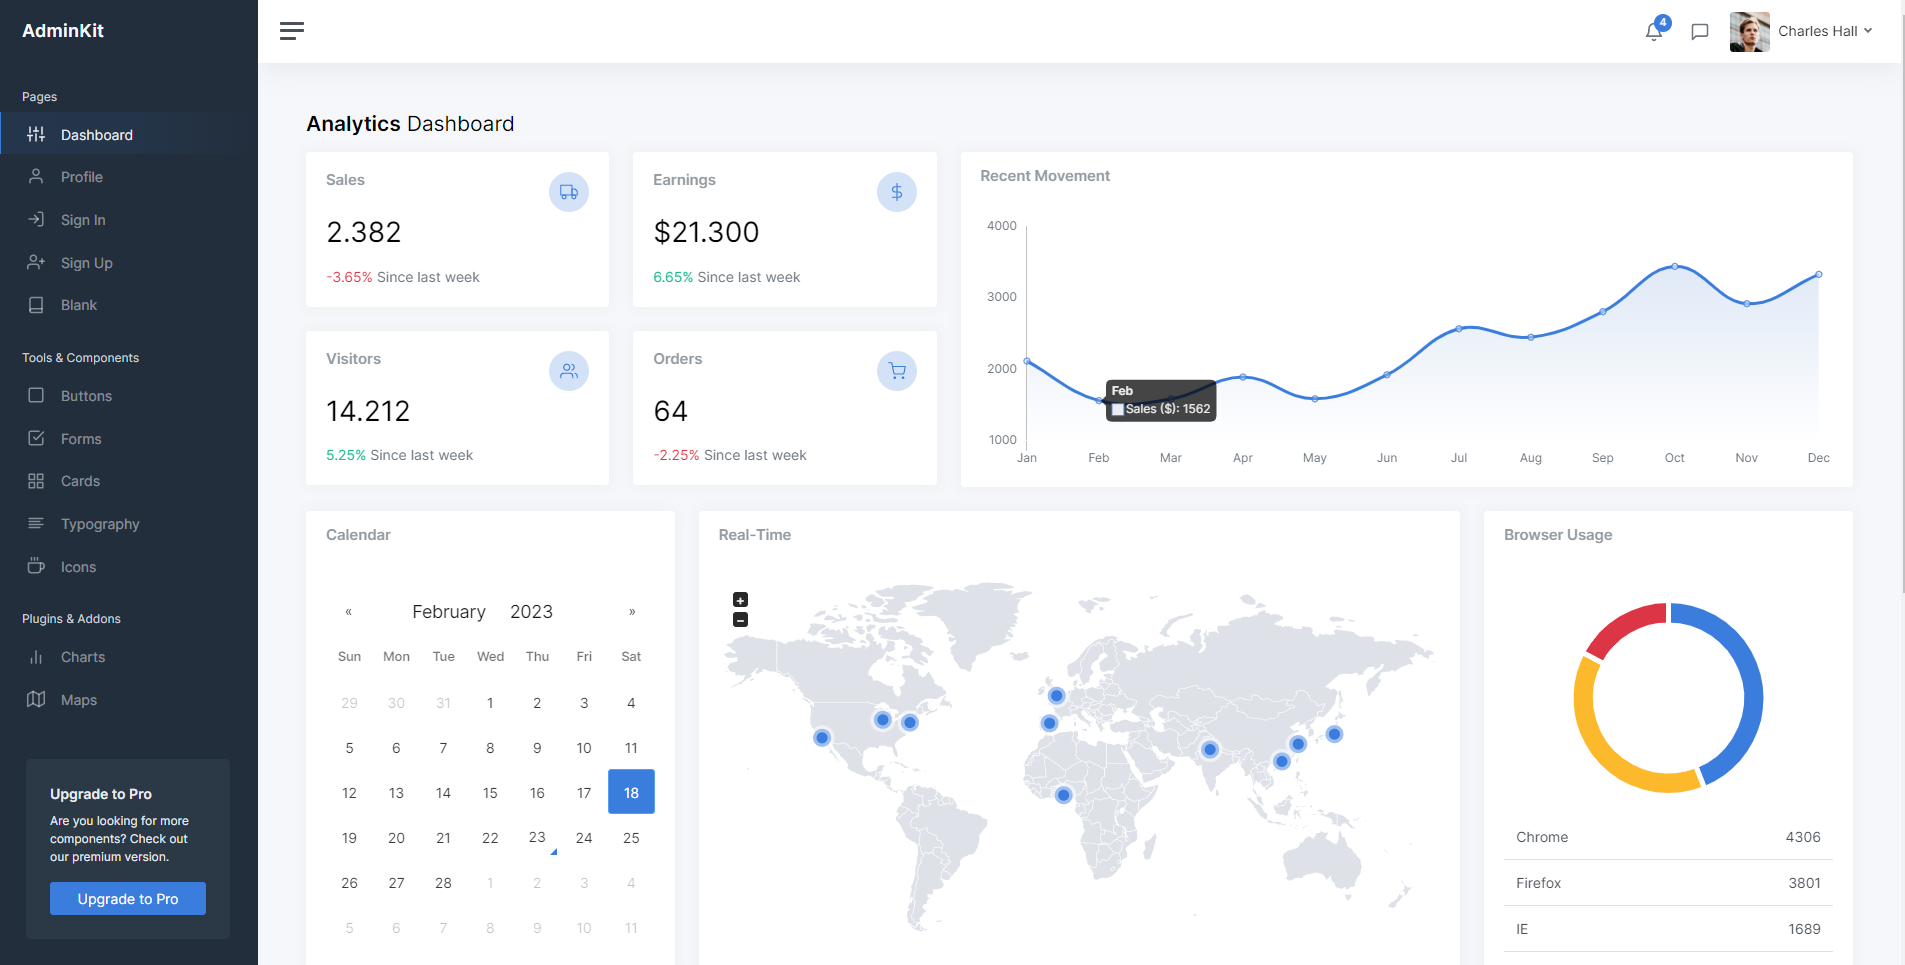 AdminKit
4
Charles Hall
Pages
Dashboard
Profile
Sign In
Sign Up
Blank
Tools & Components
Buttons
Forms
Cards
Typography
Icons
Plugins & Addons
Charts
Maps
Upgrade to Pro
Are you looking for more
components? Check out
our premium version.
Upgrade to Pro
Analytics Dashboard
Sales
2.382
-3.65% Since last week
Earnings
$21.300
6.65% Since last week
Visitors
14.212
5.25% Since last week
Orders
64
-2.25% Since last week
Recent Movement
4000
3000
2000
1000
Feb
Sales ($): 1562
Jan Feb Mar Apr May Jun Jul Aug Sep Oct Nov Dec
Calendar
« February 2023 »
Sun Mon Tue Wed Thu Fri Sat
29 30 31 1 2 3 4
5 6 7 8 9 10 11
12 13 14 15 16 17 18
19 20 21 22 23 24 25
26 27 28 1 2 3 4
5 6 7 8 9 10 11
Real-Time
+
−
Browser Usage
Chrome 4306
Firefox 3801
IE 1689